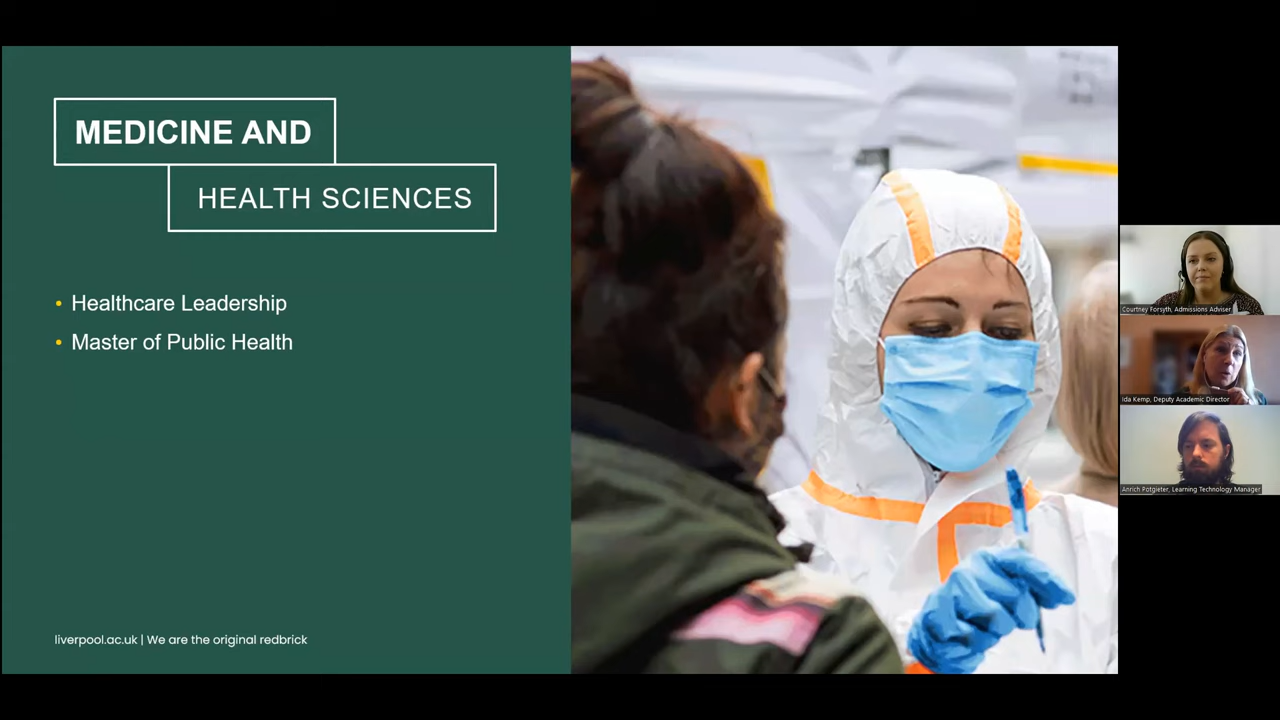 MEDICINE AND
HEALTH SCIENCES
• Healthcare Leadership
• Master of Public Health
liverpool.ac.uk | We are the original redbrick
Courtney Forsyth, Admissions Adviser
Ida Kemp, Deputy Academic Director
Anrich Potgieter, Learning Technology Manager